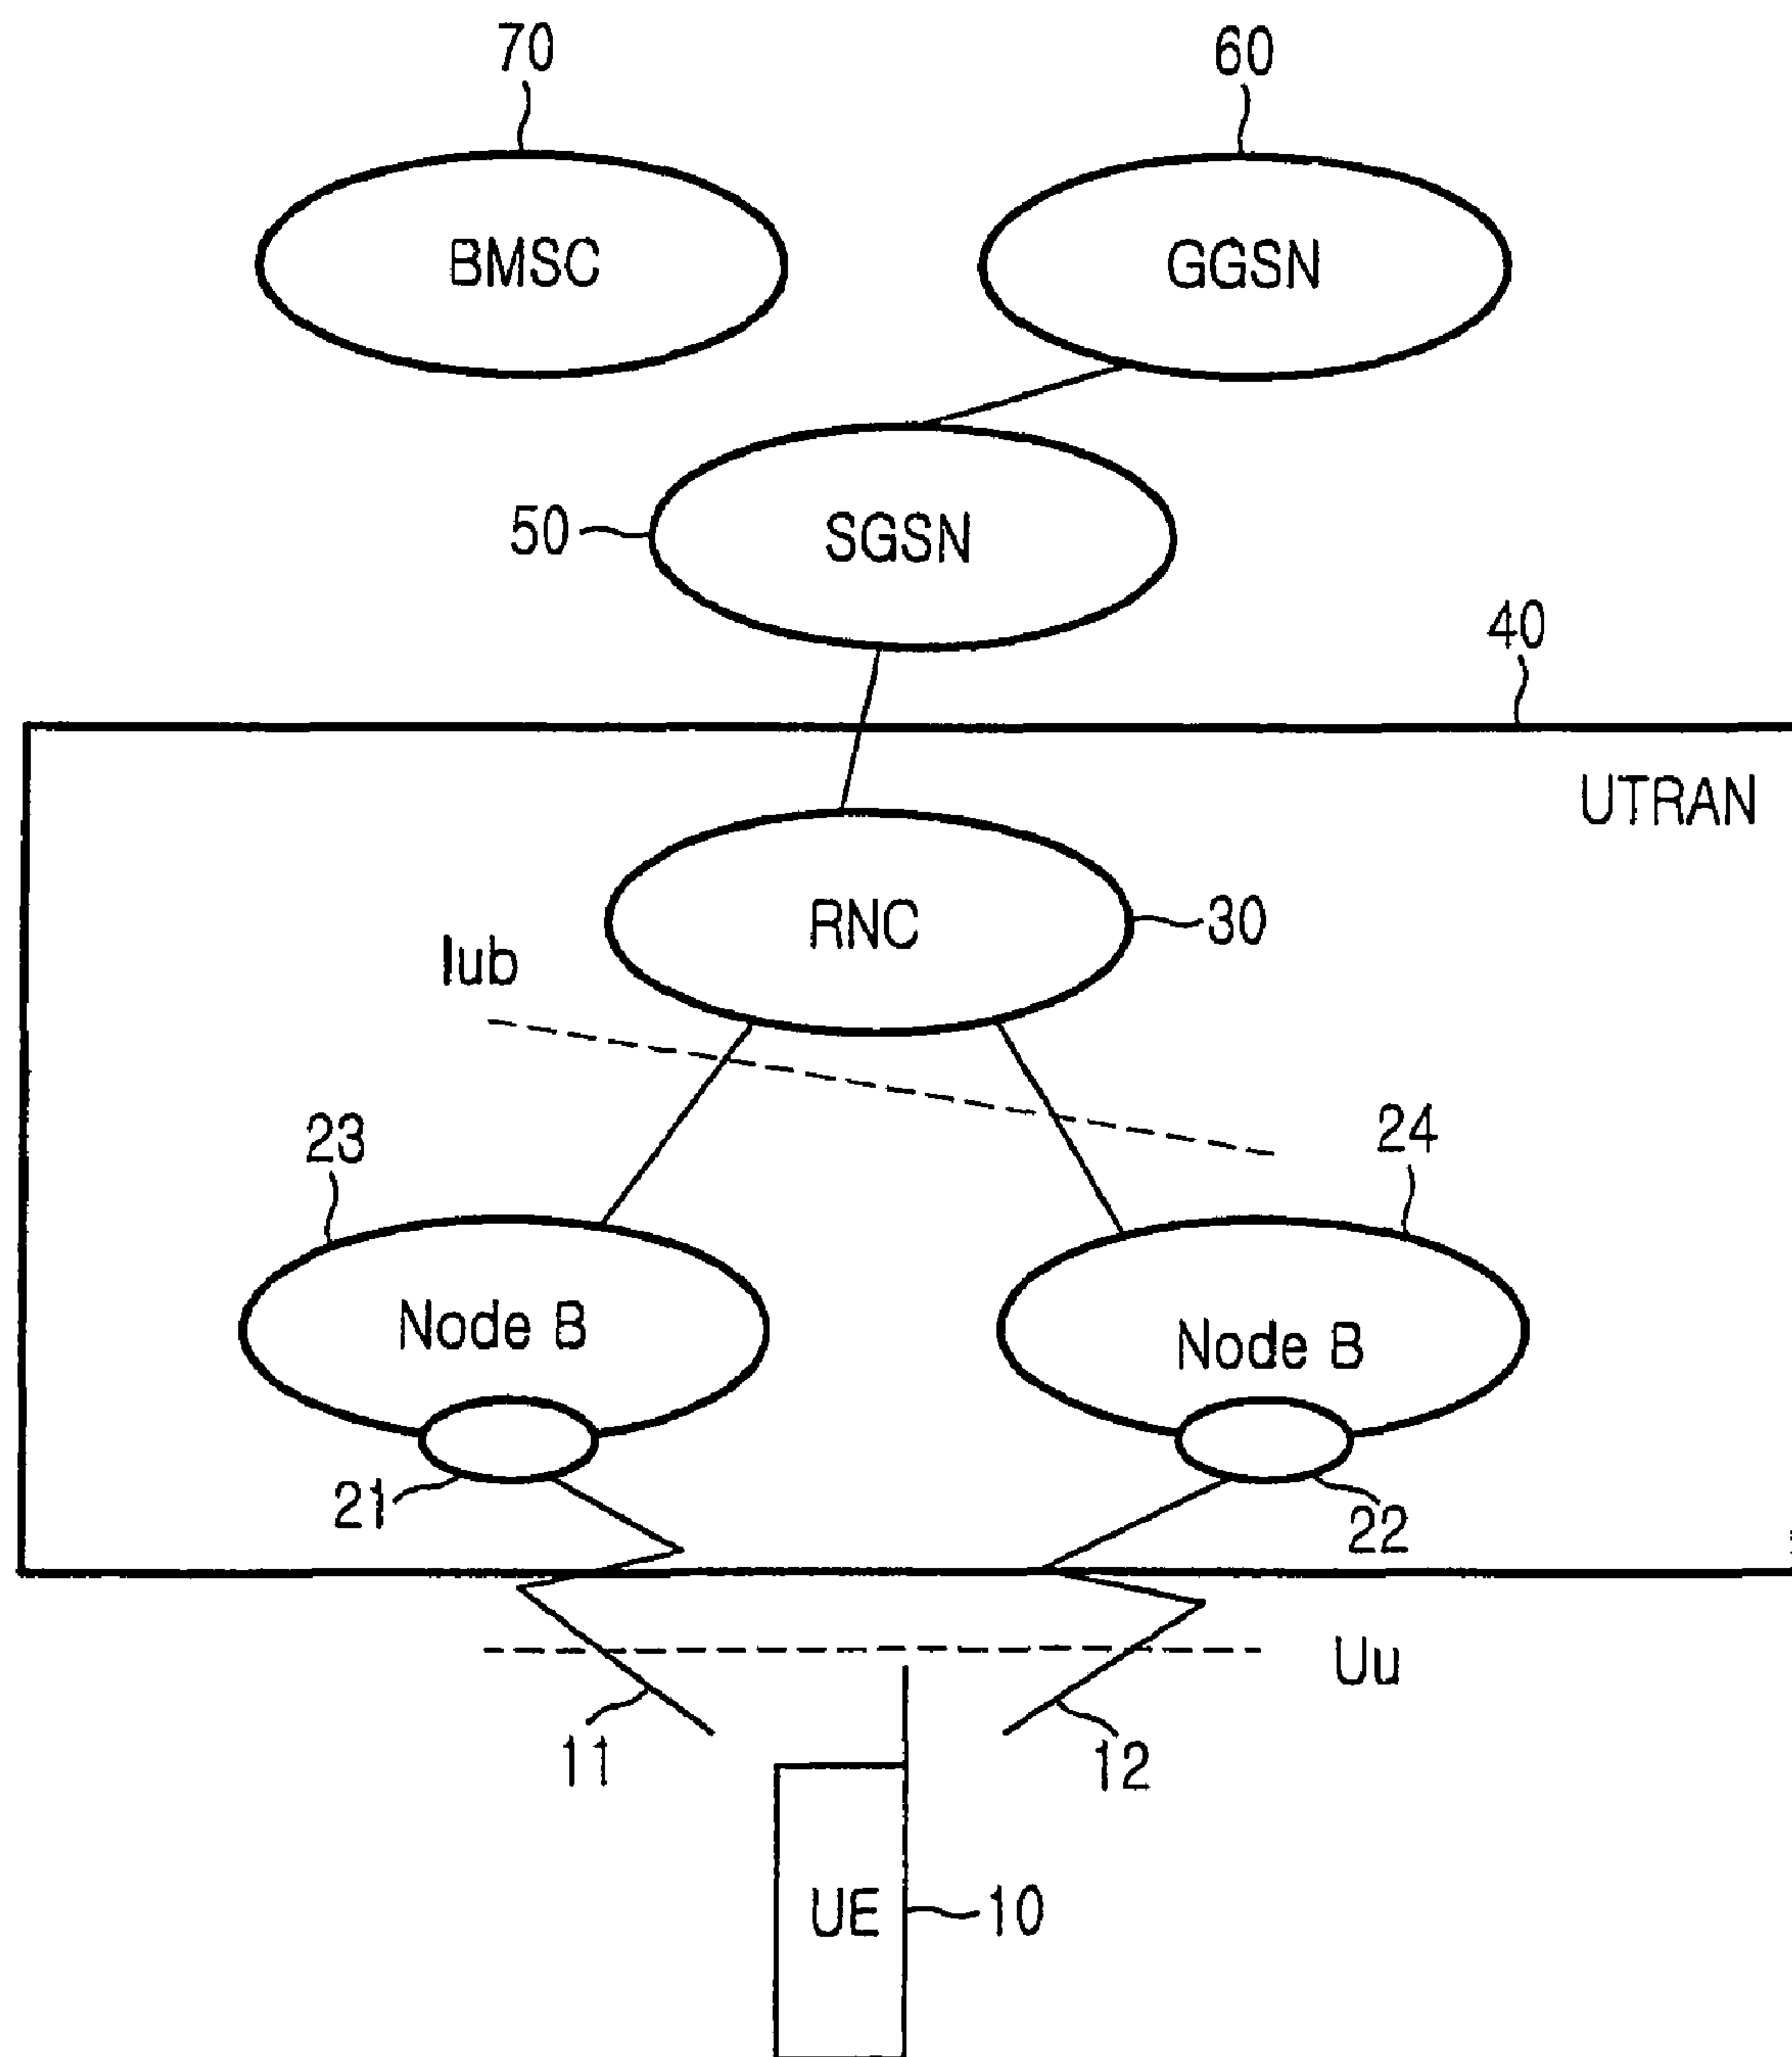 70
60
BMSC
GGSN
50
SGSN
40
UTRAN
RNC
30
Iub
23
24
Node B
Node B
21
22
Uu
11
12
UE
10